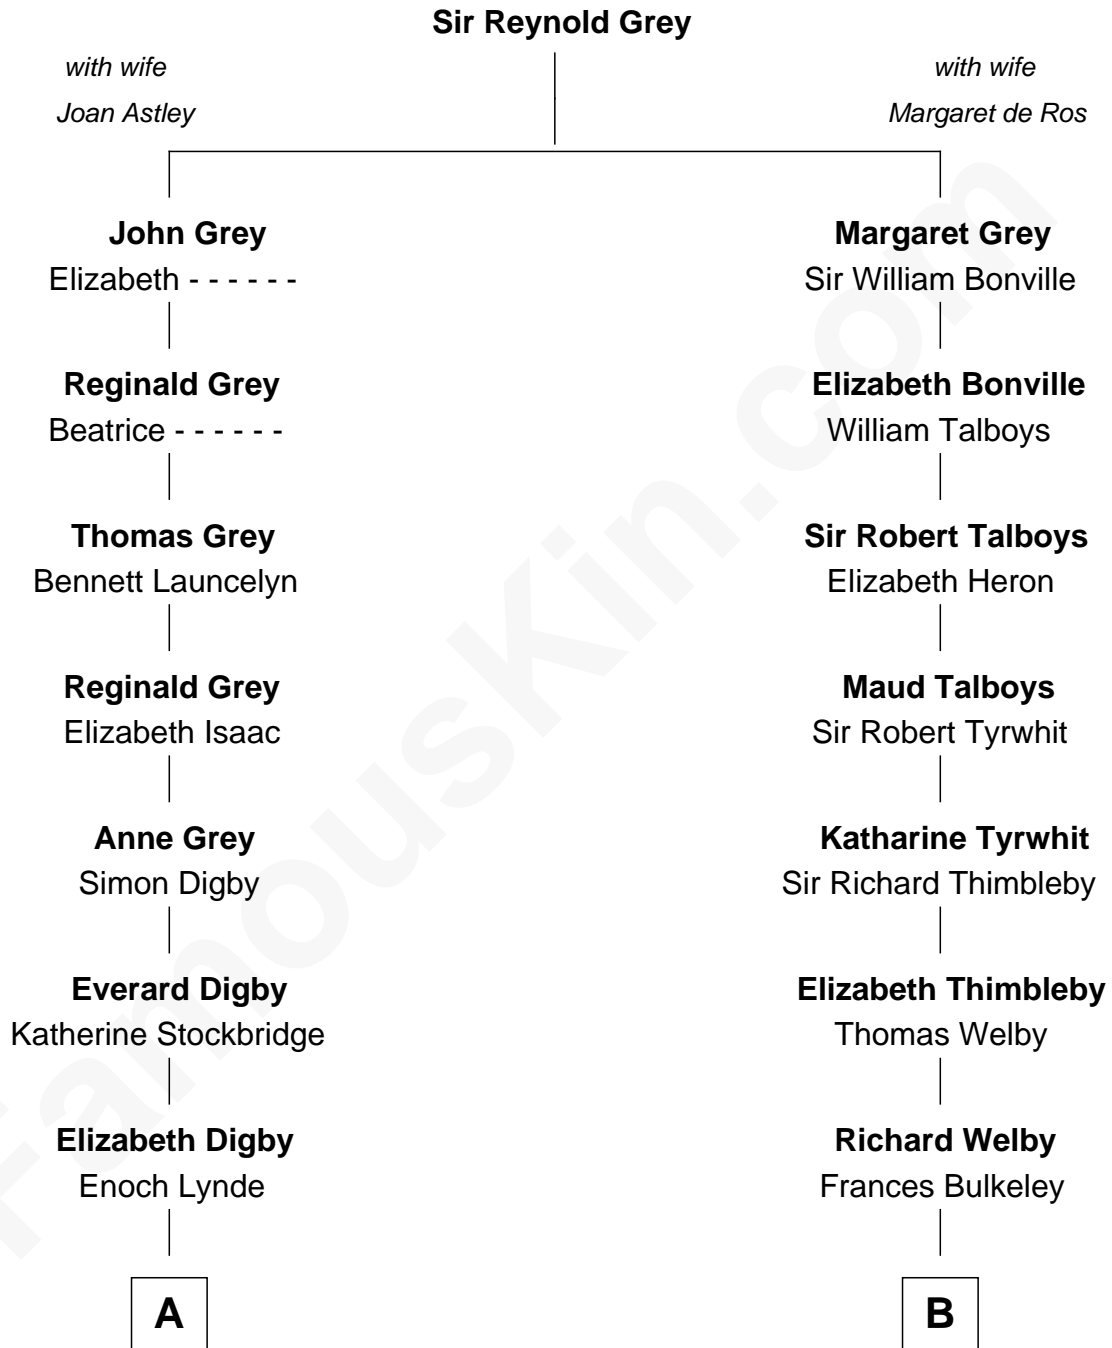 Sir Reynold Grey
with wife
Joan Astley
with wife
Margaret de Ros
John Grey
Elizabeth - - - - - -
Margaret Grey
Sir William Bonville
Reginald Grey
Beatrice - - - - - -
Elizabeth Bonville
William Talboys
Thomas Grey
Bennett Launcelyn
Sir Robert Talboys
Elizabeth Heron
Reginald Grey
Elizabeth Isaac
Maud Talboys
Sir Robert Tyrwhit
Anne Grey
Simon Digby
Katharine Tyrwhit
Sir Richard Thimbleby
Everard Digby
Katherine Stockbridge
Elizabeth Thimbleby
Thomas Welby
Elizabeth Digby
Enoch Lynde
Richard Welby
Frances Bulkeley
A
B
FamousKin.com